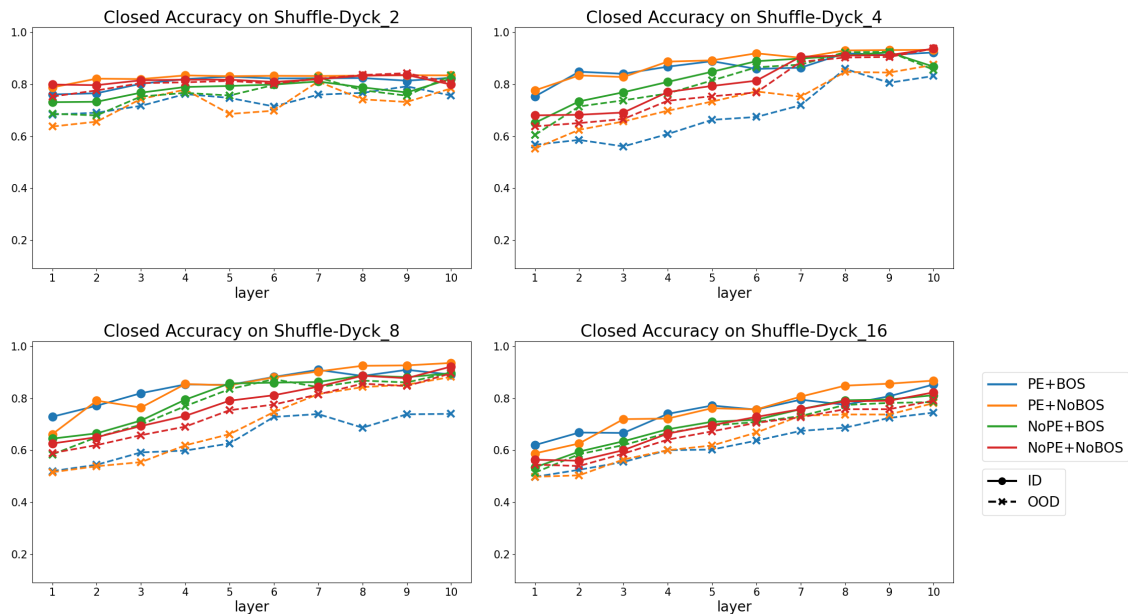 Closed Accuracy on Shuffle-Dyck_2
1.0
0.8
0.6
0.4
0.2
1 2 3 4 5 6 7 8 9 10
layer
Closed Accuracy on Shuffle-Dyck_4
1.0
0.8
0.6
0.4
0.2
1 2 3 4 5 6 7 8 9 10
layer
Closed Accuracy on Shuffle-Dyck_8
1.0
0.8
0.6
0.4
0.2
1 2 3 4 5 6 7 8 9 10
layer
Closed Accuracy on Shuffle-Dyck_16
1.0
0.8
0.6
0.4
0.2
1 2 3 4 5 6 7 8 9 10
layer
PE+BOS
PE+NoBOS
NoPE+BOS
NoPE+NoBOS
ID
OOD